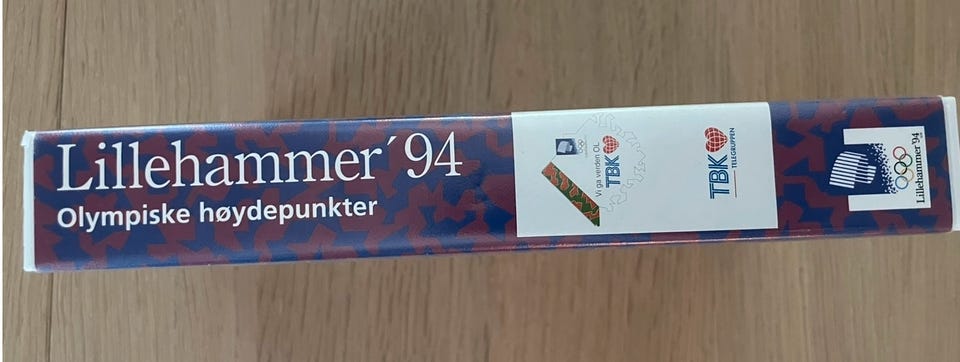 Lillehammer´94
Olympiske høydepunkter
Vi ga verden OL
TBK
TBK
TELEGRUPPEN
Lillehammer'94